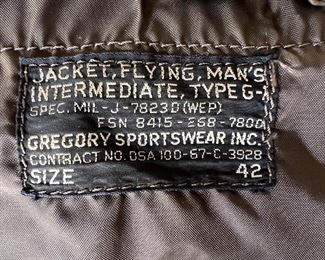 JACKET, FLYING, MAN'S
INTERMEDIATE, TYPE G-1
SPEC. MIL-J-7823D (WEP)
FSN 8415-268-7800
GREGORY SPORTSWEAR INC.
CONTRACT NO. DSA 100-67-C-3928
SIZE 42